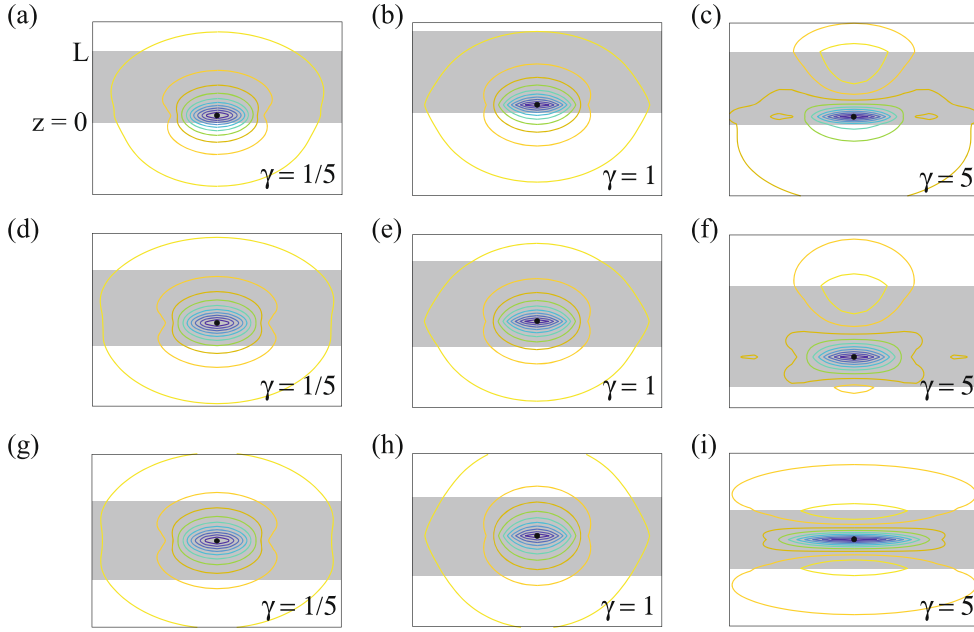 (a)
(b)
(c)
L
z = 0
γ = 1/5
γ = 1
γ = 5
(d)
(e)
(f)
γ = 1/5
γ = 1
γ = 5
(g)
(h)
(i)
γ = 1/5
γ = 1
γ = 5